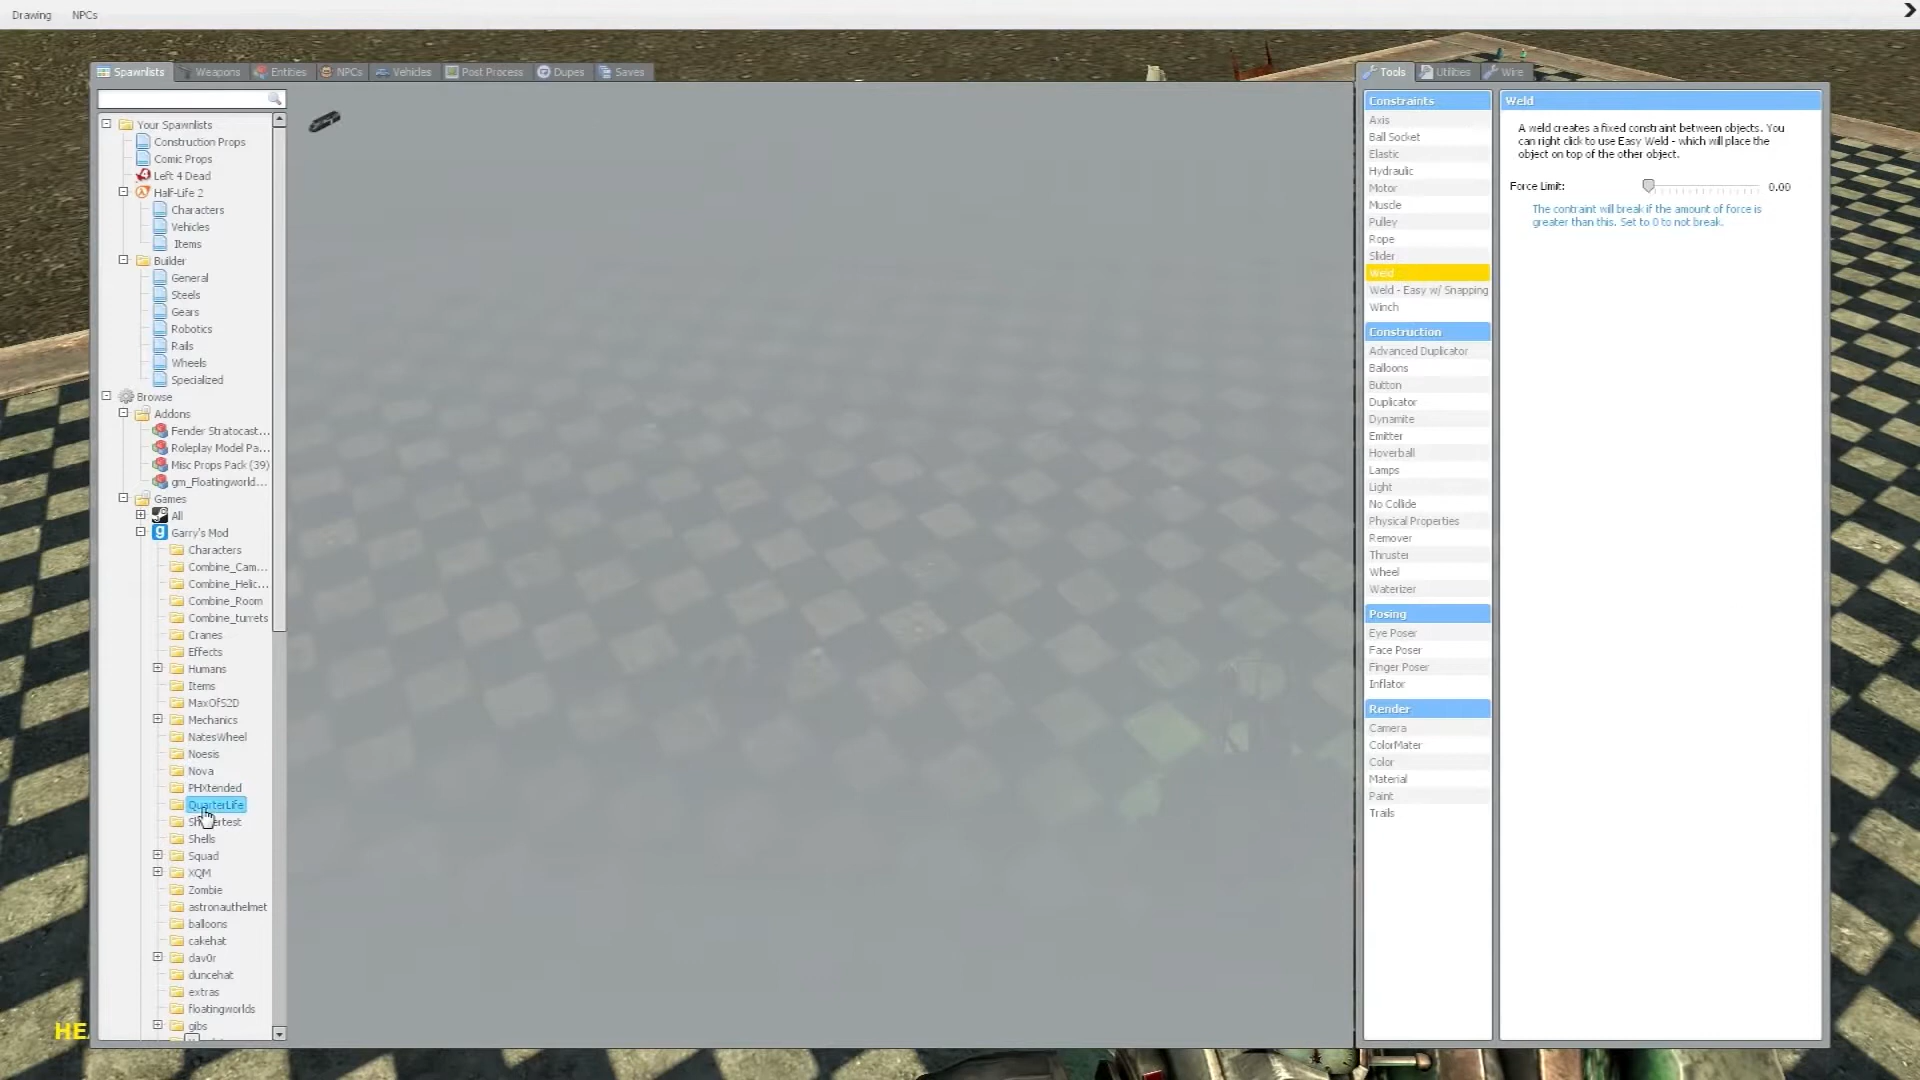 Drawing NPCs
Spawnlists Weapons Entities NPCs Vehicles Post Process Dupes Saves
Your Spawnlists
Construction Props
Comic Props
Left 4 Dead
Half-Life 2
Characters
Vehicles
Items
Builder
General
Steels
Gears
Robotics
Rails
Wheels
Specialized
Browse
Addons
Fender Stratocast...
Roleplay Model Pa...
Misc Props Pack (39)
gm_Floatingworld...
Games
All
Garry's Mod
Characters
Combine_Cam...
Combine_Helic...
Combine_Room
Combine_turrets
Cranes
Effects
Humans
Items
MaxOfS2D
Mechanics
NatesWheel
Noesis
Nova
PHXtended
QuarterLife
Shells
Squad
XQM
Zombie
astronauthelmet
balloons
cakehat
dav0r
duncehat
extras
floatingworlds
gibs
HE
Tools Utilities Wire
Constraints
Axis
Ball Socket
Elastic
Hydraulic
Motor
Muscle
Pulley
Rope
Slider
Weld
Weld - Easy w/ Snapping
Winch
Construction
Advanced Duplicator
Balloons
Button
Duplicator
Dynamite
Emitter
Hoverball
Lamps
Light
No Collide
Physical Properties
Remover
Thruster
Wheel
Waterizer
Posing
Eye Poser
Face Poser
Finger Poser
Inflator
Render
Camera
ColorMater
Color
Material
Paint
Trails
Weld
A weld creates a fixed constraint between objects. You
can right click to use Easy Weld - which will place the
object on top of the other object.
Force Limit: 0.00
The contraint will break if the amount of force is
greater than this. Set to 0 to not break.